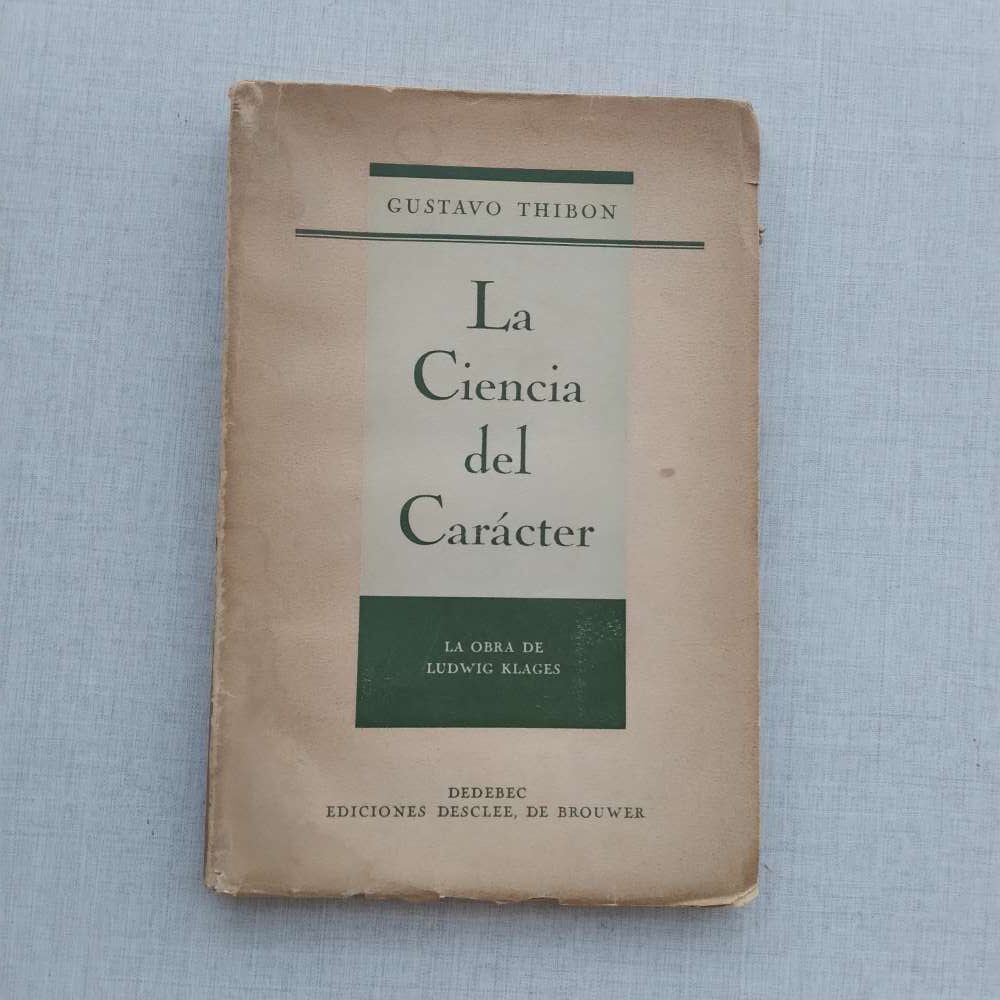 GUSTAVO THIBON
La
Ciencia
del
Carácter
LA OBRA DE
LUDWIG KLAGES
DEDEBEC
EDICIONES DESCLEE, DE BROUWER